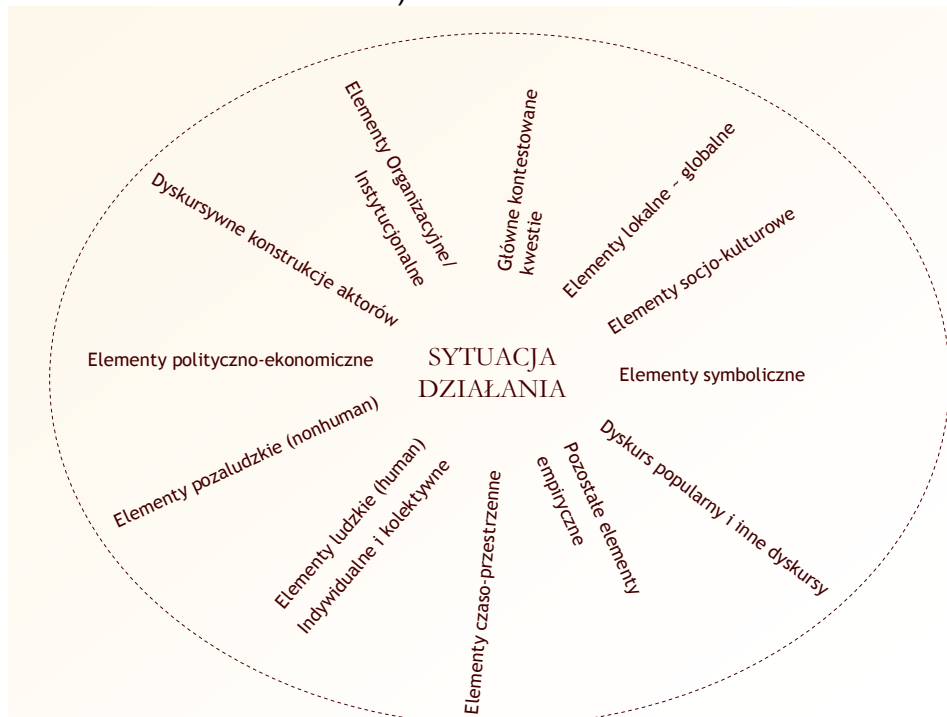 Elementy Organizacyjne/
Instytucjonalne
Główne kontestowane
kwestie
Elementy lokalne - globalne
Elementy socjo-kulturowe
Dyskursywne konstrukcje aktorów
Elementy polityczno-ekonomiczne
SYTUACJA
DZIAŁANIA
Elementy symboliczne
Elementy pozaludzkie (nonhuman)
Elementy ludzkie (human)
Indywidualne i kolektywne
Elementy czaso-przestrzenne
Pozostałe elementy
empiryczne
Dyskurs popularny i inne dyskursy